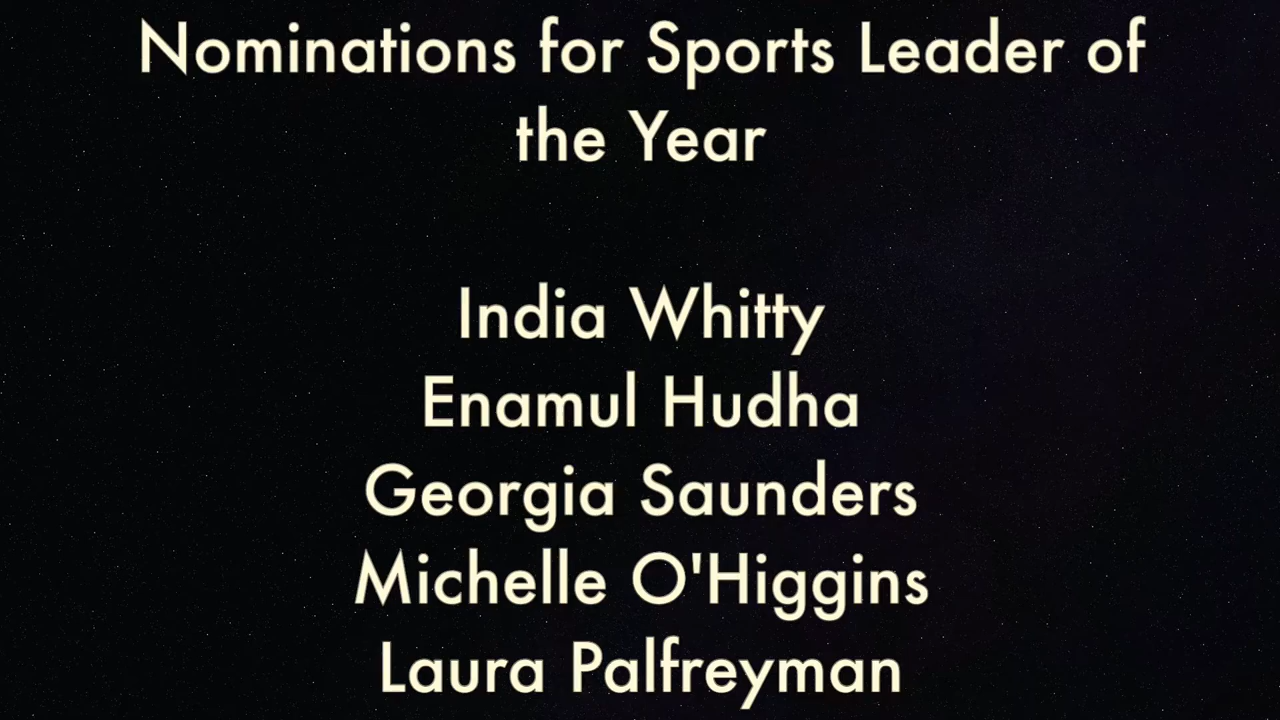 Nominations for Sports Leader of
the Year
India Whitty
Enamul Hudha
Georgia Saunders
Michelle O'Higgins
Laura Palfreyman